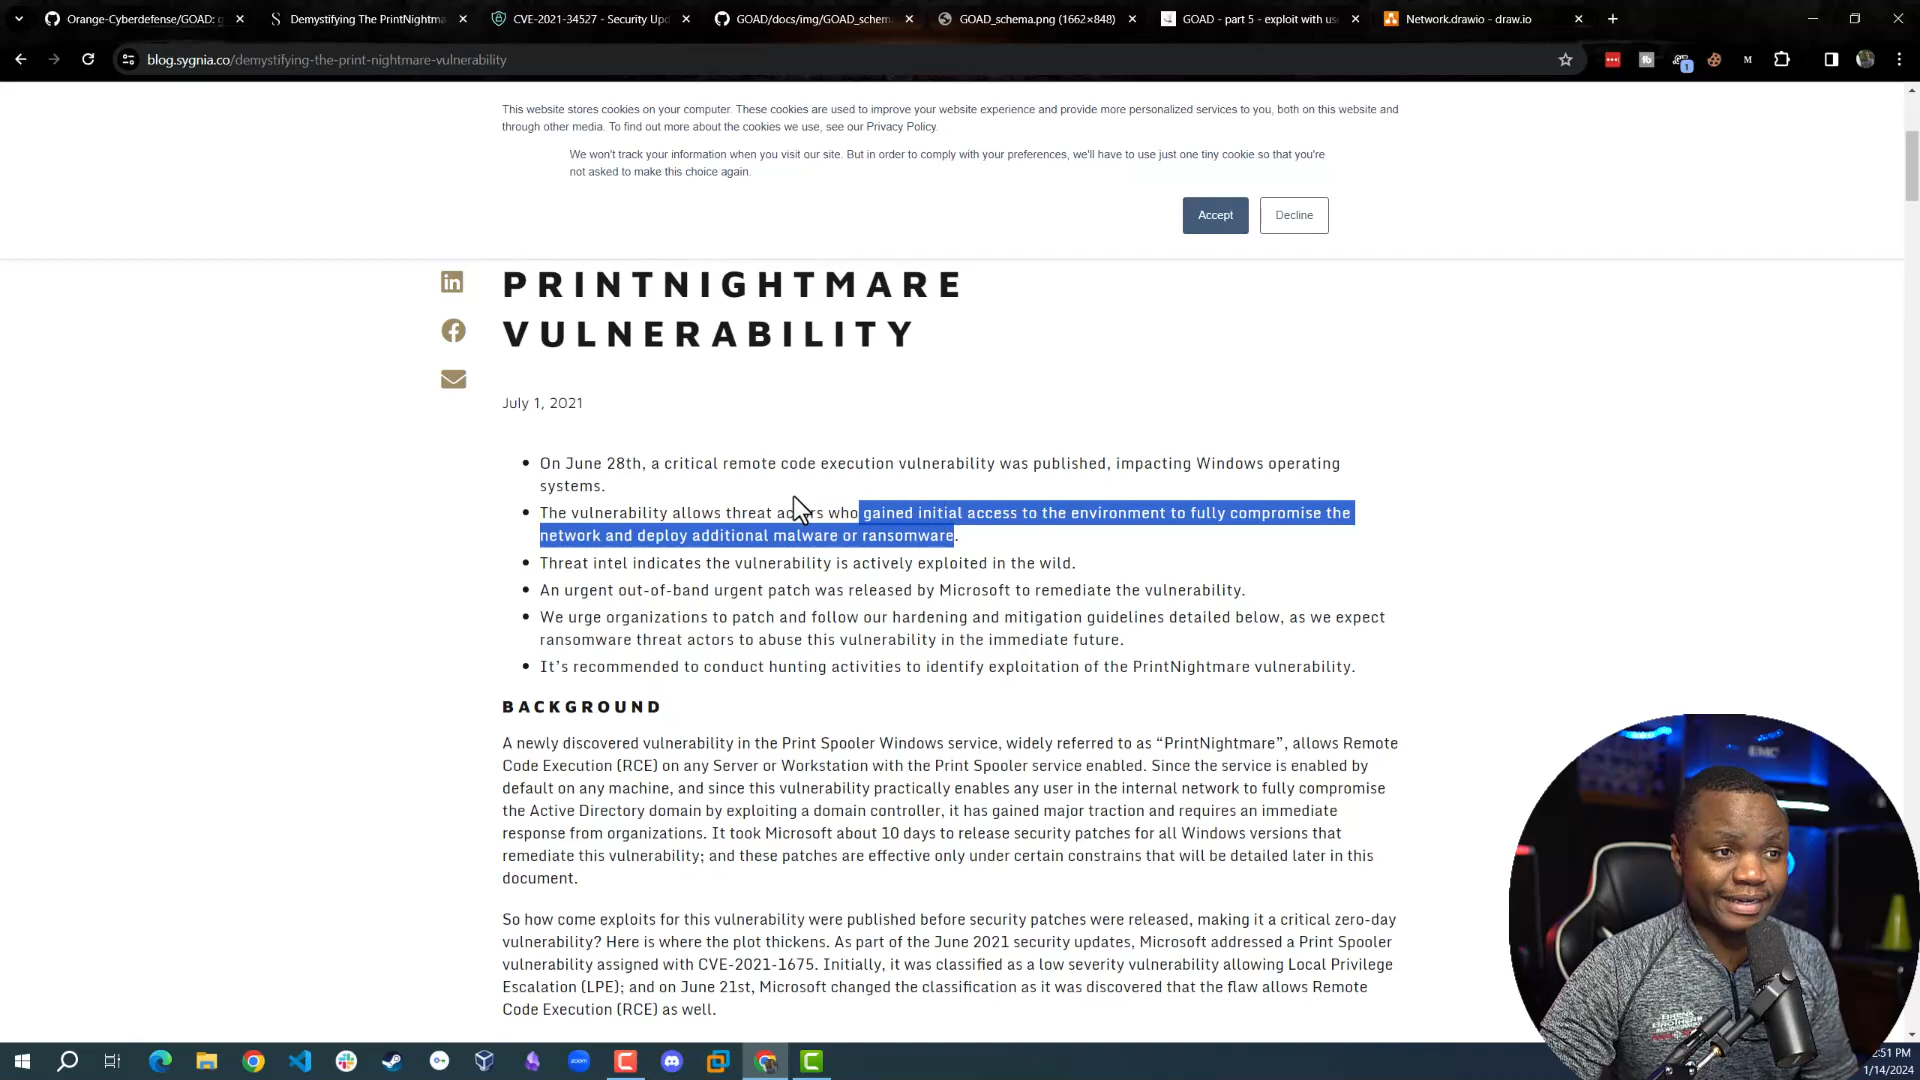 Orange-Cyberdefense/GOAD: g
Demystifying The PrintNightma
CVE-2021-34527 - Security Upd
GOAD/docs/img/GOAD_schem
GOAD_schema.png (1662×848)
GOAD - part 5 - exploit with us
Network.drawio - draw.io
blog.sygnia.co/demystifying-the-print-nightmare-vulnerability
1
M
This website stores cookies on your computer. These cookies are used to improve your website experience and provide more personalized services to you, both on this website and
through other media. To find out more about the cookies we use, see our Privacy Policy.
We won't track your information when you visit our site. But in order to comply with your preferences, we'll have to use just one tiny cookie so that you're
not asked to make this choice again.
Accept
Decline
PRINTNIGHTMARE
VULNERABILITY
July 1, 2021
On June 28th, a critical remote code execution vulnerability was published, impacting Windows operating
systems.
The vulnerability allows threat actors who gained initial access to the environment to fully compromise the
network and deploy additional malware or ransomware.
Threat intel indicates the vulnerability is actively exploited in the wild.
An urgent out-of-band urgent patch was released by Microsoft to remediate the vulnerability.
We urge organizations to patch and follow our hardening and mitigation guidelines detailed below, as we expect
ransomware threat actors to abuse this vulnerability in the immediate future.
It's recommended to conduct hunting activities to identify exploitation of the PrintNightmare vulnerability.
BACKGROUND
A newly discovered vulnerability in the Print Spooler Windows service, widely referred to as “PrintNightmare”, allows Remote
Code Execution (RCE) on any Server or Workstation with the Print Spooler service enabled. Since the service is enabled by
default on any machine, and since this vulnerability practically enables any user in the internal network to fully compromise
the Active Directory domain by exploiting a domain controller, it has gained major traction and requires an immediate
response from organizations. It took Microsoft about 10 days to release security patches for all Windows versions that
remediate this vulnerability; and these patches are effective only under certain constrains that will be detailed later in this
document.
So how come exploits for this vulnerability were published before security patches were released, making it a critical zero-day
vulnerability? Here is where the plot thickens. As part of the June 2021 security updates, Microsoft addressed a Print Spooler
vulnerability assigned with CVE-2021-1675. Initially, it was classified as a low severity vulnerability allowing Local Privilege
Escalation (LPE); and on June 21st, Microsoft changed the classification as it was discovered that the flaw allows Remote
Code Execution (RCE) as well.
:51 PM
1/14/2024